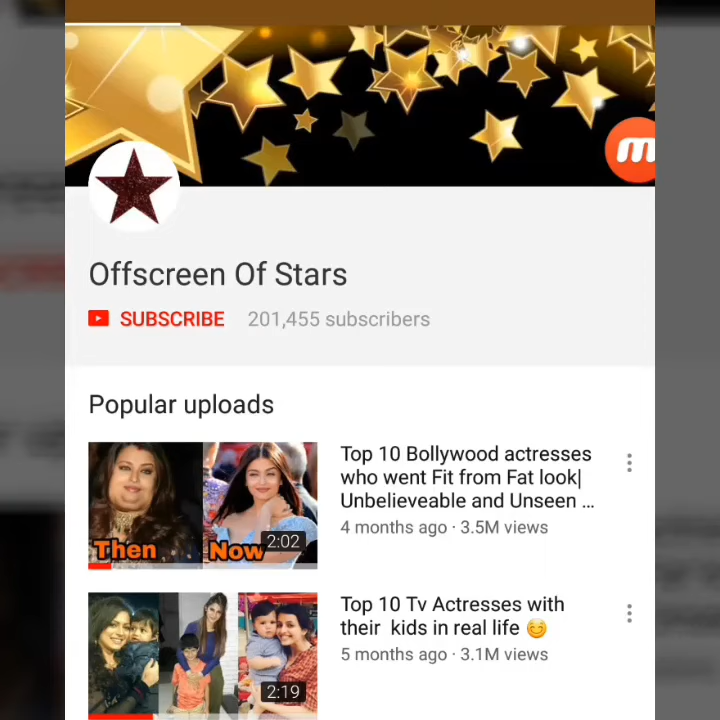 m
Offscreen Of Stars
SUBSCRIBE 201,455 subscribers
Popular uploads
Top 10 Bollywood actresses
who went Fit from Fat look|
Unbelieveable and Unseen ...
4 months ago · 3.5M views
Then Now 2:02
Top 10 Tv Actresses with
their kids in real life 😊
5 months ago · 3.1M views
2:19